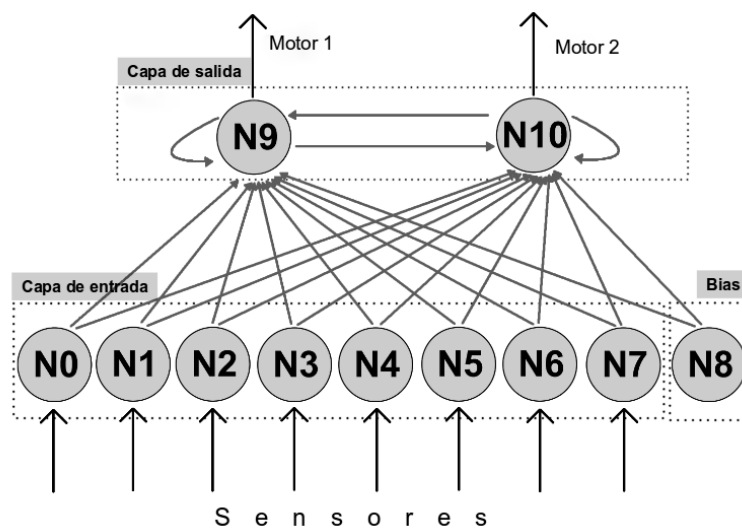 Motor 1
Motor 2
Capa de salida
N9
N10
Capa de entrada
Bias
N0 N1 N2 N3 N4 N5 N6 N7 N8
S e n s o r e s